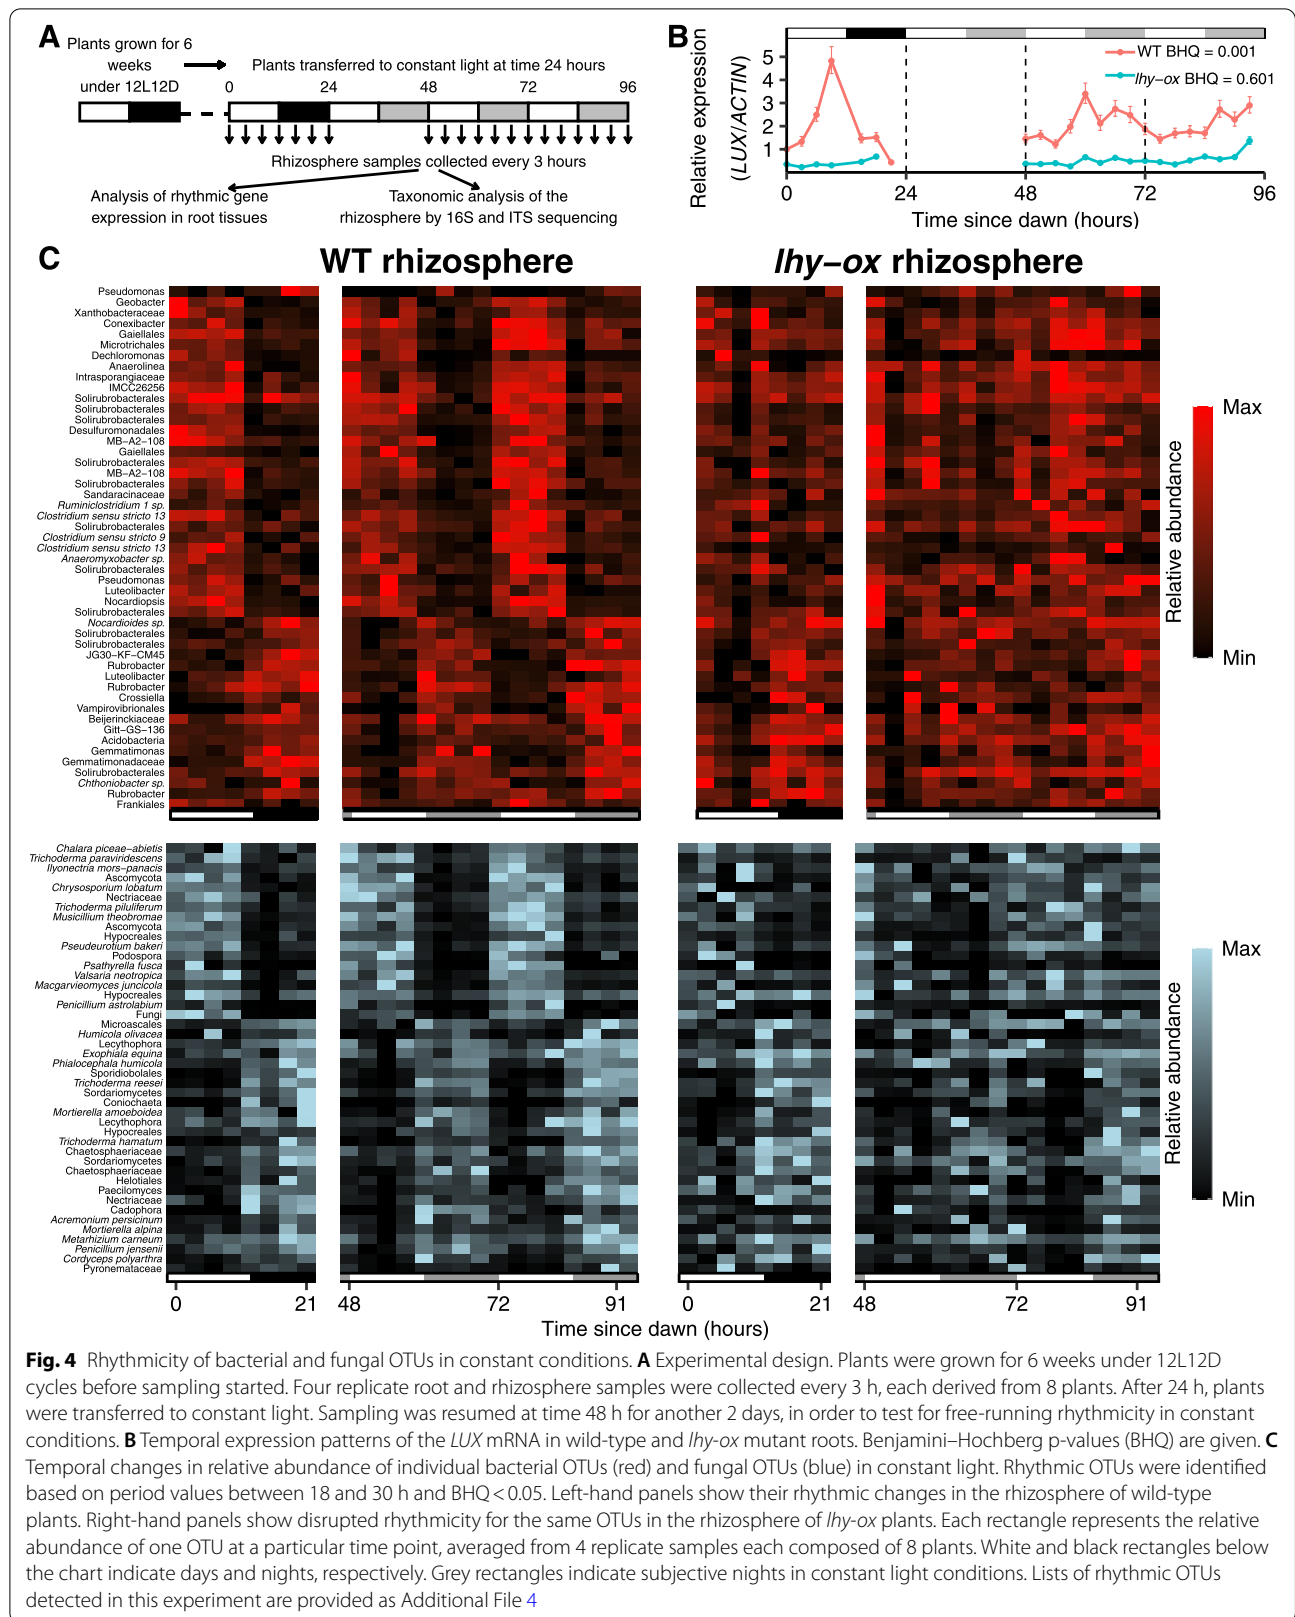 A
Plants grown for 6
weeks
under 12L12D
Plants transferred to constant light at time 24 hours
0 24 48 72 96
Rhizosphere samples collected every 3 hours
Analysis of rhythmic gene
expression in root tissues
Taxonomic analysis of the
rhizosphere by 16S and ITS sequencing
B
Relative expression
(LUX/ACTIN)
5
4
3
2
1
WT BHQ = 0.001
lhy−ox BHQ = 0.601
0 24 48 72 96
Time since dawn (hours)
C
WT rhizosphere
lhy−ox rhizosphere
Pseudomonas
Geobacter
Xanthobacteraceae
Conexibacter
Gaiellales
Microtrichales
Dechloromonas
Anaerolinea
Intrasporangiaceae
IMCC26256
Solirubrobacterales
Solirubrobacterales
Solirubrobacterales
Desulfuromonadales
MB−A2−108
Gaiellales
Solirubrobacterales
MB−A2−108
Solirubrobacterales
Sandaracinaceae
Ruminiclostridium 1 sp.
Clostridium sensu stricto 13
Solirubrobacterales
Clostridium sensu stricto 9
Clostridium sensu stricto 13
Anaeromyxobacter sp.
Solirubrobacterales
Pseudomonas
Luteolibacter
Nocardiopsis
Solirubrobacterales
Nocardioides sp.
Solirubrobacterales
Solirubrobacterales
JG30−KF−CM45
Rubrobacter
Luteolibacter
Rubrobacter
Crossiella
Vampirovibrionales
Beijerinckiaceae
Gitt−GS−136
Acidobacteria
Gemmatimonas
Gemmatimonadaceae
Solirubrobacterales
Chthoniobacter sp.
Rubrobacter
Frankiales
Relative abundance
Max
Min
Chalara piceae−abietis
Trichoderma paraviridescens
Ilyonectria mors−panacis
Ascomycota
Chrysosporium lobatum
Nectriaceae
Trichoderma piluliferum
Musicillium theobromae
Ascomycota
Hypocreales
Pseudeurotium bakeri
Podospora
Psathyrella fusca
Valsaria neotropica
Macgarvieomyces juncicola
Hypocreales
Penicillium astrolabium
Fungi
Microascales
Humicola olivacea
Lecythophora
Exophiala equina
Phialocephala humicola
Sporidiobolales
Trichoderma reesei
Sordariomycetes
Coniochaeta
Mortierella amoeboidea
Lecythophora
Hypocreales
Trichoderma hamatum
Chaetosphaeriaceae
Sordariomycetes
Chaetosphaeriaceae
Helotiales
Paecilomyces
Nectriaceae
Cadophora
Acremonium persicinum
Mortierella alpina
Metarhizium carneum
Penicillium jensenii
Cordyceps polyarthra
Pyronemataceae
Relative abundance
Max
Min
0 21 48 72 91 0 21 48 72 91
Time since dawn (hours)
Fig. 4 Rhythmicity of bacterial and fungal OTUs in constant conditions. A Experimental design. Plants were grown for 6 weeks under 12L12D
cycles before sampling started. Four replicate root and rhizosphere samples were collected every 3 h, each derived from 8 plants. After 24 h, plants
were transferred to constant light. Sampling was resumed at time 48 h for another 2 days, in order to test for free-running rhythmicity in constant
conditions. B Temporal expression patterns of the LUX mRNA in wild-type and lhy-ox mutant roots. Benjamini–Hochberg p-values (BHQ) are given. C
Temporal changes in relative abundance of individual bacterial OTUs (red) and fungal OTUs (blue) in constant light. Rhythmic OTUs were identified
based on period values between 18 and 30 h and BHQ < 0.05. Left-hand panels show their rhythmic changes in the rhizosphere of wild-type
plants. Right-hand panels show disrupted rhythmicity for the same OTUs in the rhizosphere of lhy-ox plants. Each rectangle represents the relative
abundance of one OTU at a particular time point, averaged from 4 replicate samples each composed of 8 plants. White and black rectangles below
the chart indicate days and nights, respectively. Grey rectangles indicate subjective nights in constant light conditions. Lists of rhythmic OTUs
detected in this experiment are provided as Additional File 4